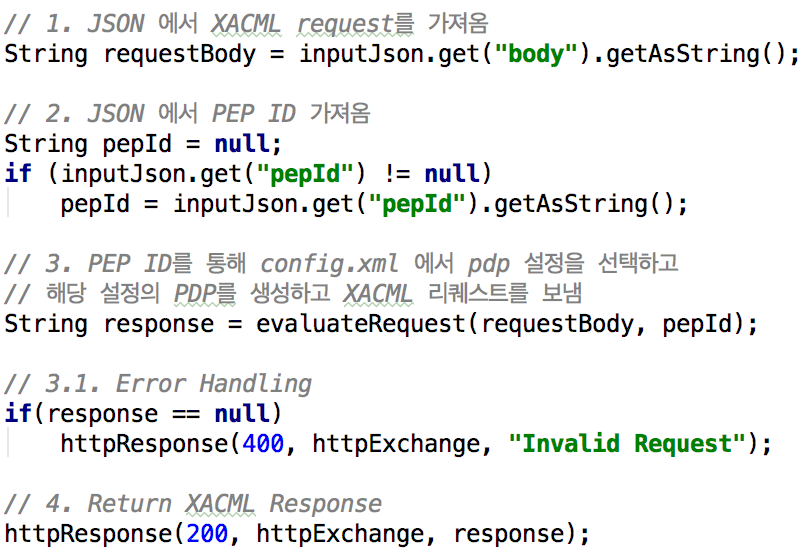 // 1. JSON 에서 XACML request를 가져옴
String requestBody = inputJson.get("body").getAsString();
// 2. JSON 에서 PEP ID 가져옴
String pepId = null;
if (inputJson.get("pepId") != null)
pepId = inputJson.get("pepId").getAsString();
// 3. PEP ID를 통해 config.xml 에서 pdp 설정을 선택하고
// 해당 설정의 PDP를 생성하고 XACML 리퀘스트를 보냄
String response = evaluateRequest(requestBody, pepId);
// 3.1. Error Handling
if(response == null)
httpResponse(400, httpExchange, "Invalid Request");
// 4. Return XACML Response
httpResponse(200, httpExchange, response);